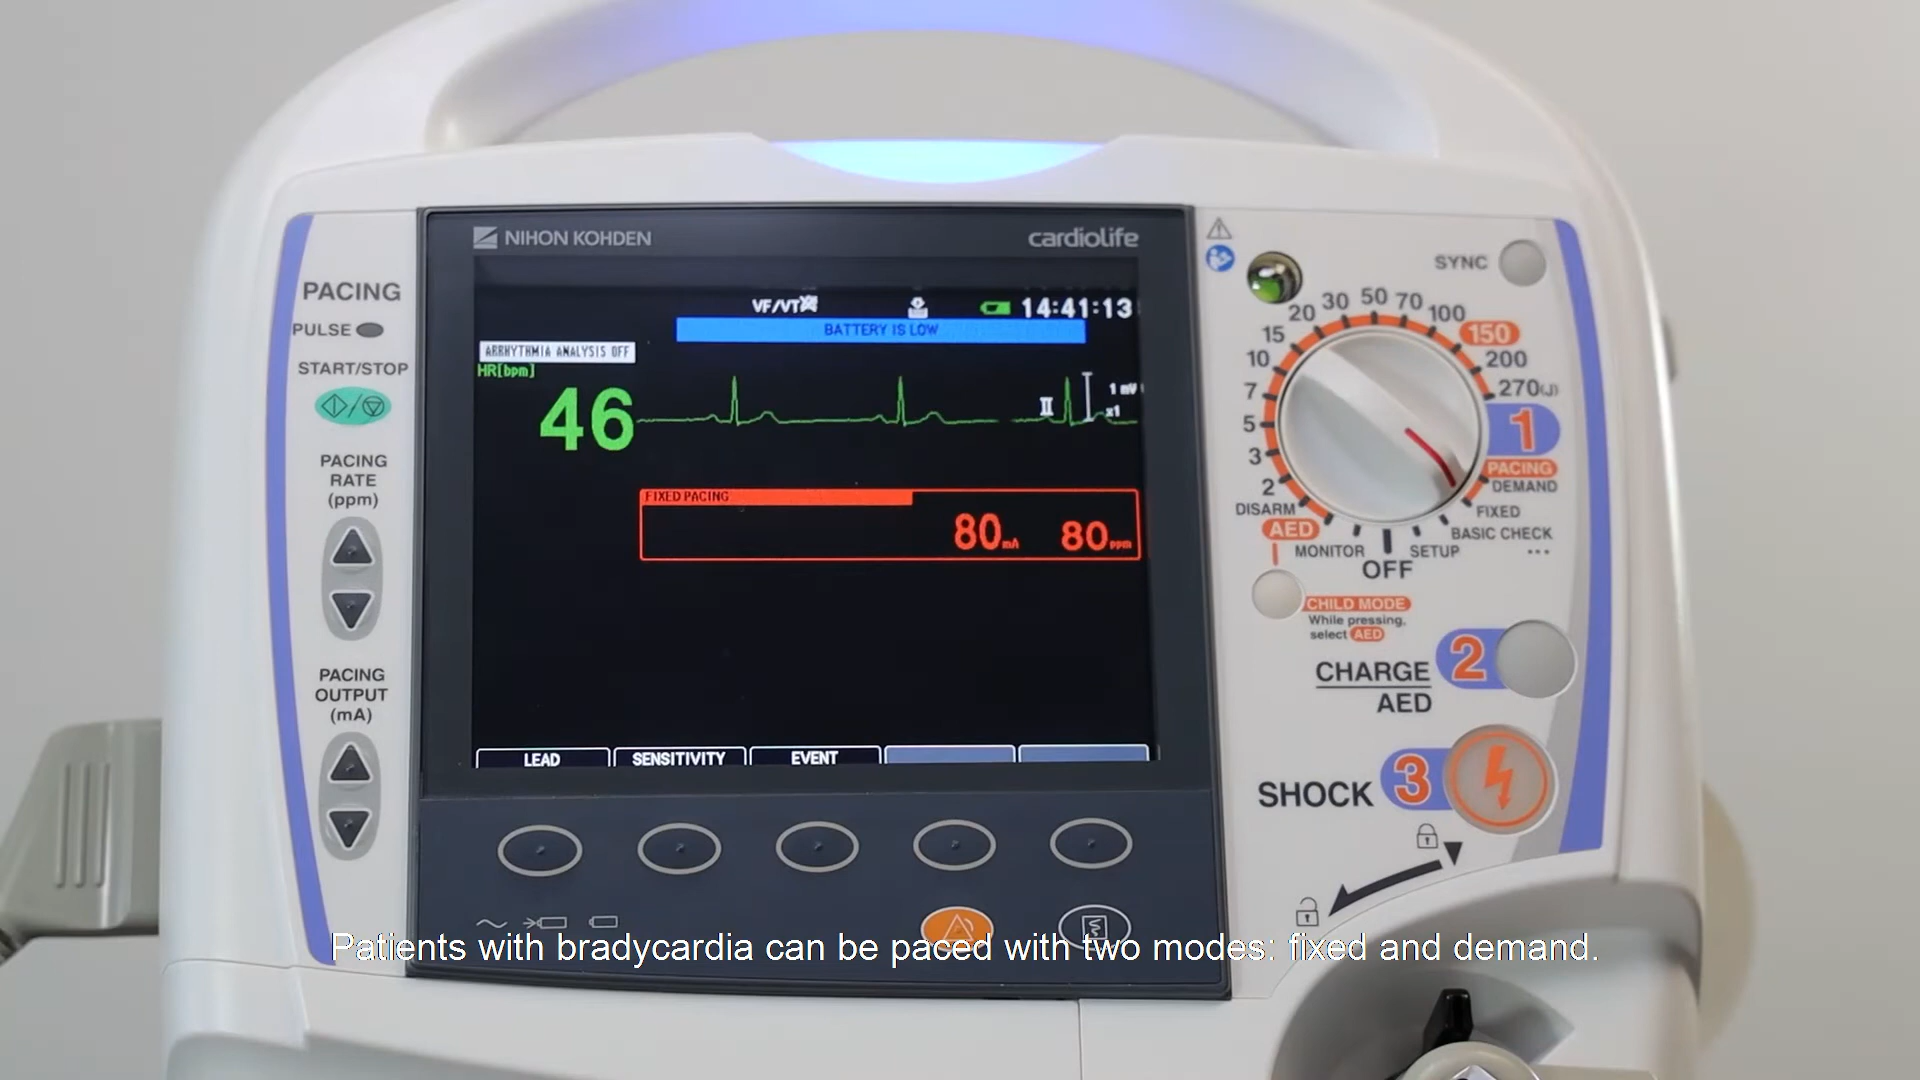 NIHON KOHDEN
cardiolife
VF/VT
14:41:13
BATTERY IS LOW
ARRHYTHMIA ANALYSIS OFF
HR[bpm]
46
II
1 mV
x1
FIXED PACING
80mA
80ppm
LEAD
SENSITIVITY
EVENT
PACING
PULSE
START/STOP
PACING
RATE
(ppm)
PACING
OUTPUT
(mA)
SYNC
DISARM
2
3
5
7
10
15
20
30
50
70
100
150
200
270(J)
1
PACING
DEMAND
FIXED
BASIC CHECK
...
SETUP
OFF
MONITOR
AED
CHILD MODE
While pressing,
select AED
CHARGE
AED
2
SHOCK
3
Patients with bradycardia can be paced with two modes: fixed and demand.